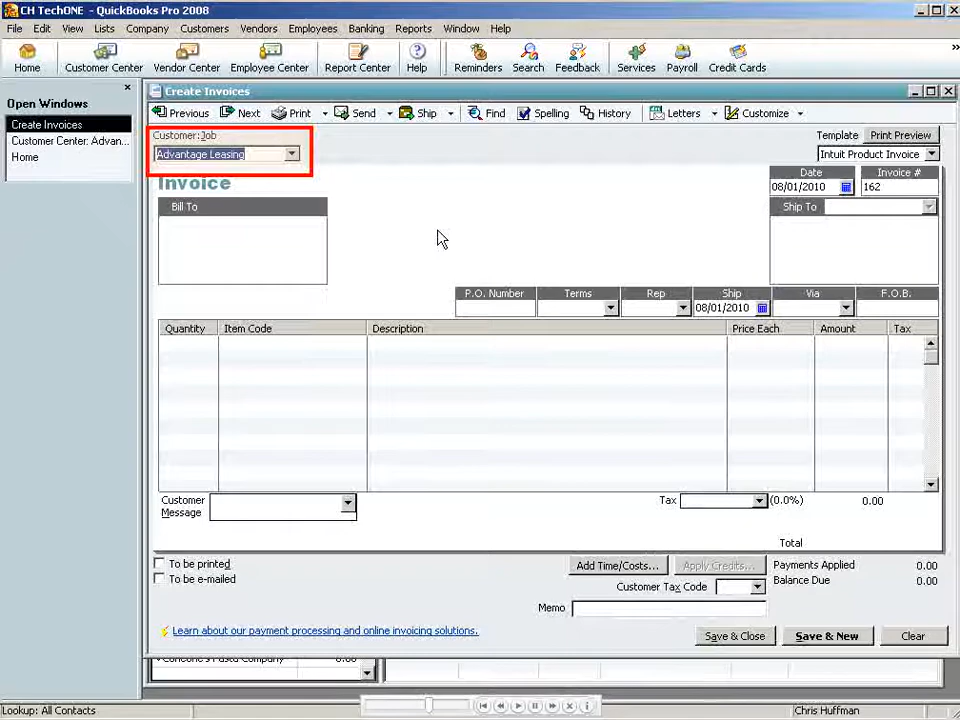 CH TechONE - QuickBooks Pro 2008
File Edit View Lists Company Customers Vendors Employees Banking Reports Window Help
Home Customer Center Vendor Center Employee Center Report Center Help Reminders Search Feedback Services Payroll Credit Cards
Open Windows
Create Invoices
Customer Center: Advan...
Home
Create Invoices
Previous Next Print Send Ship Find Spelling History Letters Customize
Customer:Job
Advantage Leasing
Template Print Preview
Intuit Product Invoice
Invoice
Date Invoice #
08/01/2010 162
Bill To
Ship To
P.O. Number Terms Rep Ship Via F.O.B.
08/01/2010
Quantity Item Code Description Price Each Amount Tax
Customer Message
Tax (0.0%) 0.00
Total
To be printed
To be e-mailed
Add Time/Costs... Apply Credits... Payments Applied 0.00
Customer Tax Code Balance Due 0.00
Memo
Learn about our payment processing and online invoicing solutions.
Save & Close Save & New Clear
Pasta Company 0.00
Lookup: All Contacts Chris Huffman